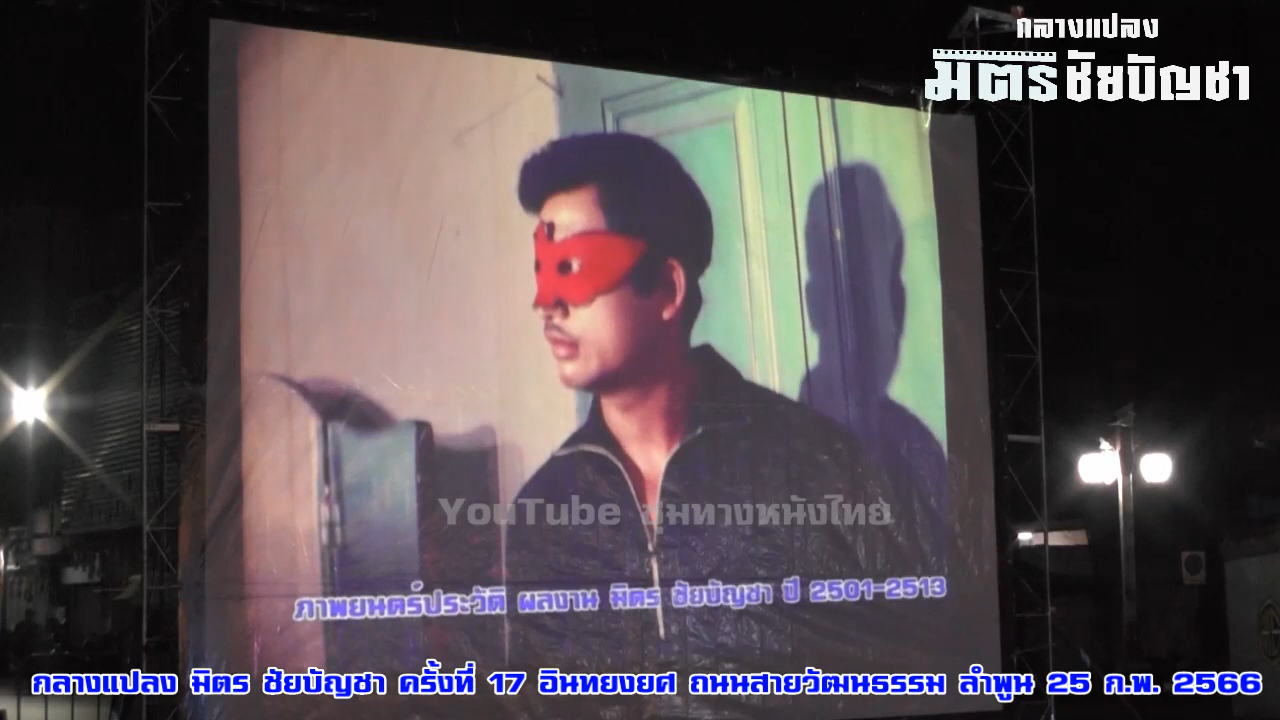 กลางแปลง
มิตร ชัยบัญชา
YouTube ชุมทางหนังไทย
ภาพยนตร์ประวัติ ผลงาน มิตร ชัยบัญชา ปี 2501-2513
กลางแปลง มิตร ชัยบัญชา ครั้งที่ 17 อินทยงยศ ถนนสายวัฒนธรรม ลำพูน 25 ก.พ. 2566